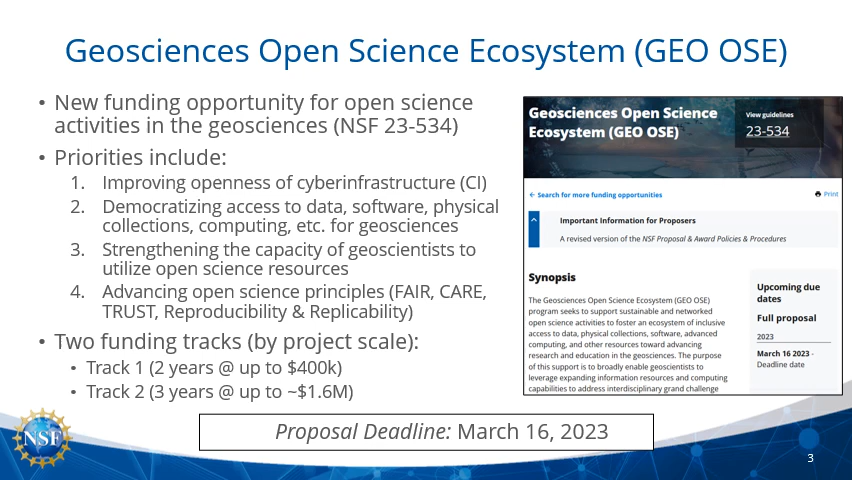 Geosciences Open Science Ecosystem (GEO OSE)
• New funding opportunity for open science
activities in the geosciences (NSF 23-534)
• Priorities include:
1. Improving openness of cyberinfrastructure (CI)
2. Democratizing access to data, software, physical
collections, computing, etc. for geosciences
3. Strengthening the capacity of geoscientists to
utilize open science resources
4. Advancing open science principles (FAIR, CARE,
TRUST, Reproducibility & Replicability)
• Two funding tracks (by project scale):
• Track 1 (2 years @ up to $400k)
• Track 2 (3 years @ up to ~$1.6M)
Geosciences Open Science
Ecosystem (GEO OSE)
View guidelines
23-534
← Search for more funding opportunities
Print
Important Information for Proposers
A revised version of the NSF Proposal & Award Policies & Procedures
Synopsis
The Geosciences Open Science Ecosystem (GEO OSE)
program seeks to support sustainable and networked
open science activities to foster an ecosystem of inclusive
access to data, physical collections, software, advanced
computing, and other resources toward advancing
research and education in the geosciences. The purpose
of this support is to broadly enable geoscientists to
leverage expanding information resources and computing
capabilities to address interdisciplinary grand challenge
Upcoming due
dates
Full proposal
2023
March 16 2023 -
Deadline date
Proposal Deadline: March 16, 2023
NSF
3